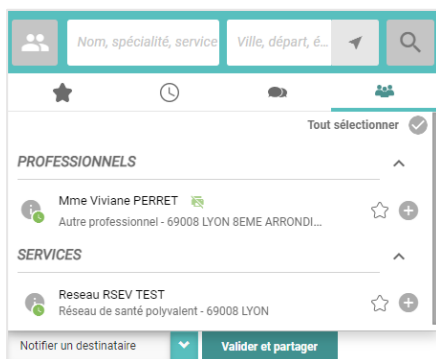 Nom, spécialité, service Ville, départ, é...
Tout sélectionner
PROFESSIONNELS
Mme Viviane PERRET
Autre professionnel - 69008 LYON 8EME ARRONDI...
SERVICES
Reseau RSEV TEST
Réseau de santé polyvalent - 69008 LYON
Notifier un destinataire Valider et partager